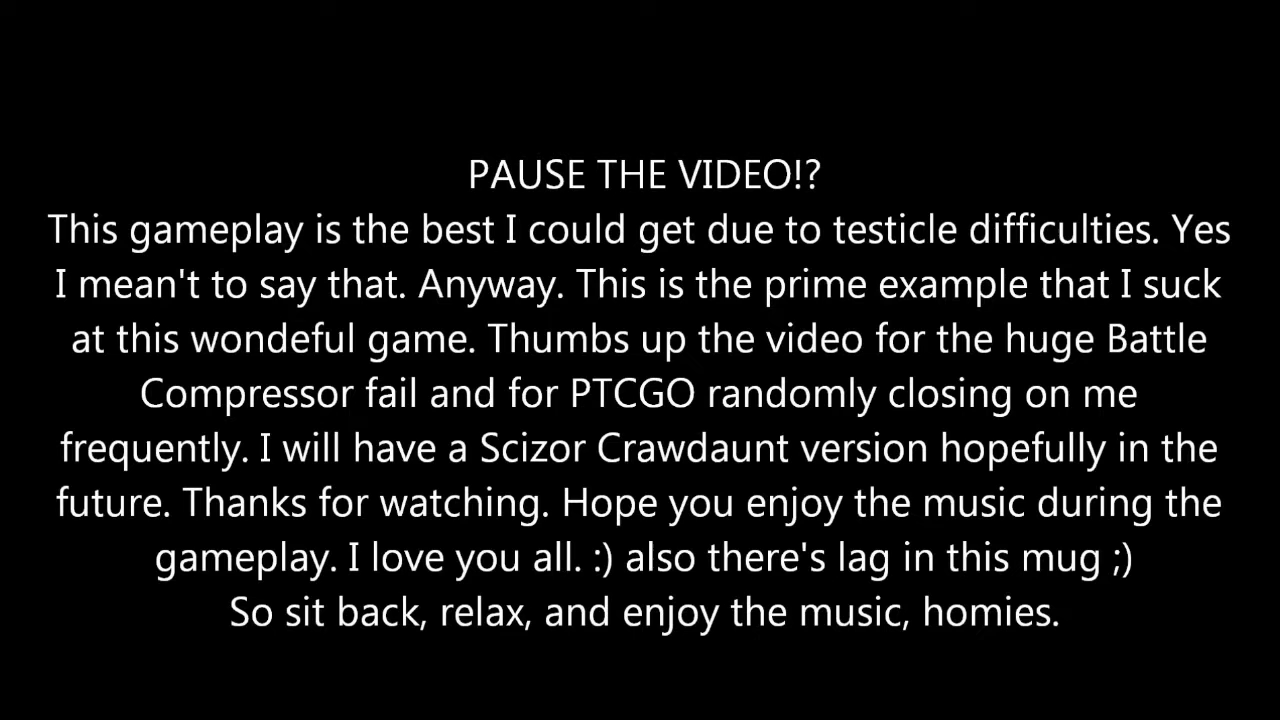 PAUSE THE VIDEO!?
This gameplay is the best I could get due to testicle difficulties. Yes
I mean't to say that. Anyway. This is the prime example that I suck
at this wondeful game. Thumbs up the video for the huge Battle
Compressor fail and for PTCGO randomly closing on me
frequently. I will have a Scizor Crawdaunt version hopefully in the
future. Thanks for watching. Hope you enjoy the music during the
gameplay. I love you all. :) also there's lag in this mug ;)
So sit back, relax, and enjoy the music, homies.